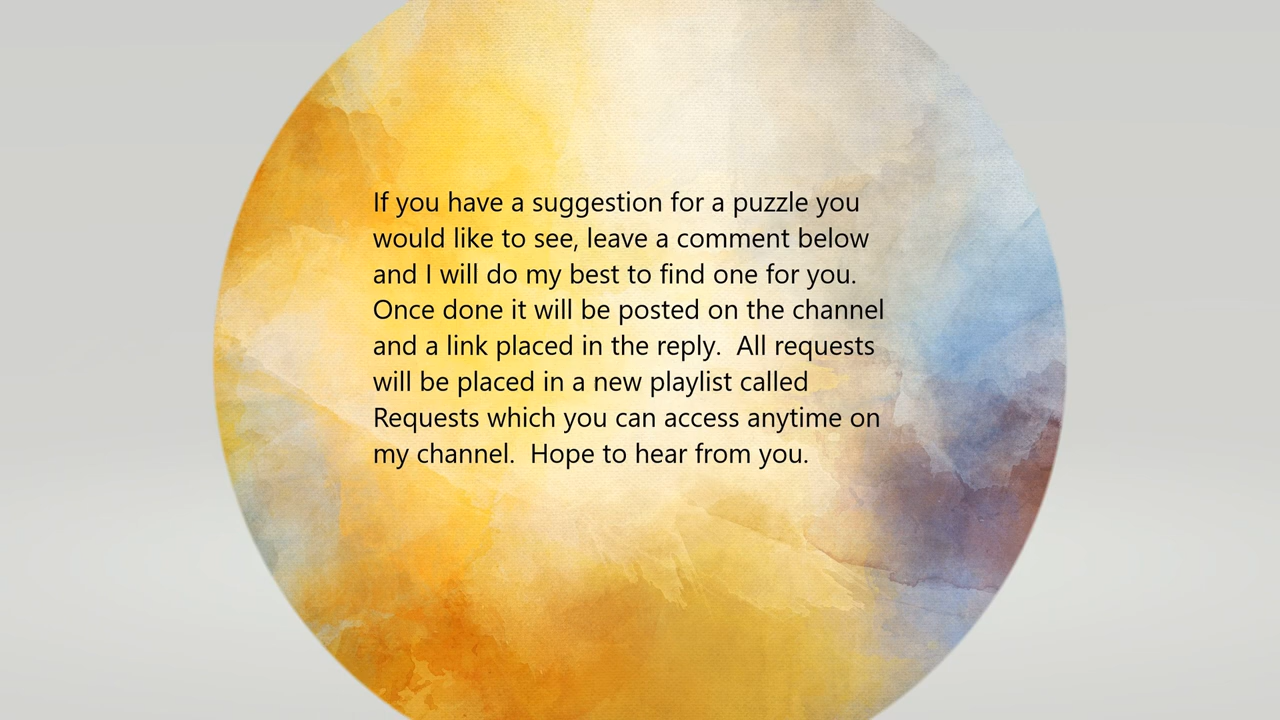 If you have a suggestion for a puzzle you
would like to see, leave a comment below
and I will do my best to find one for you.
Once done it will be posted on the channel
and a link placed in the reply.  All requests
will be placed in a new playlist called
Requests which you can access anytime on
my channel.  Hope to hear from you.